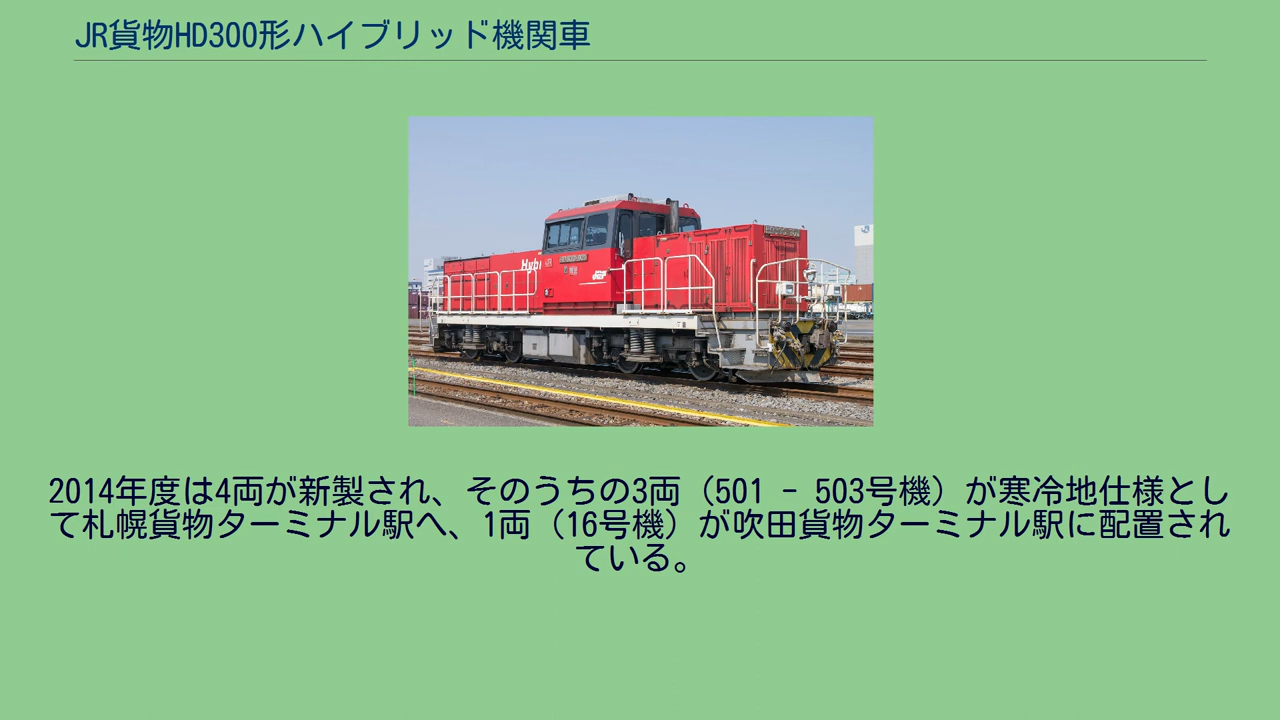 JR貨物HD300形ハイブリッド機関車
Hybr
2014年度は4両が新製され、そのうちの3両（501 - 503号機）が寒冷地仕様とし
て札幌貨物ターミナル駅へ、1両（16号機）が吹田貨物ターミナル駅に配置され
ている。